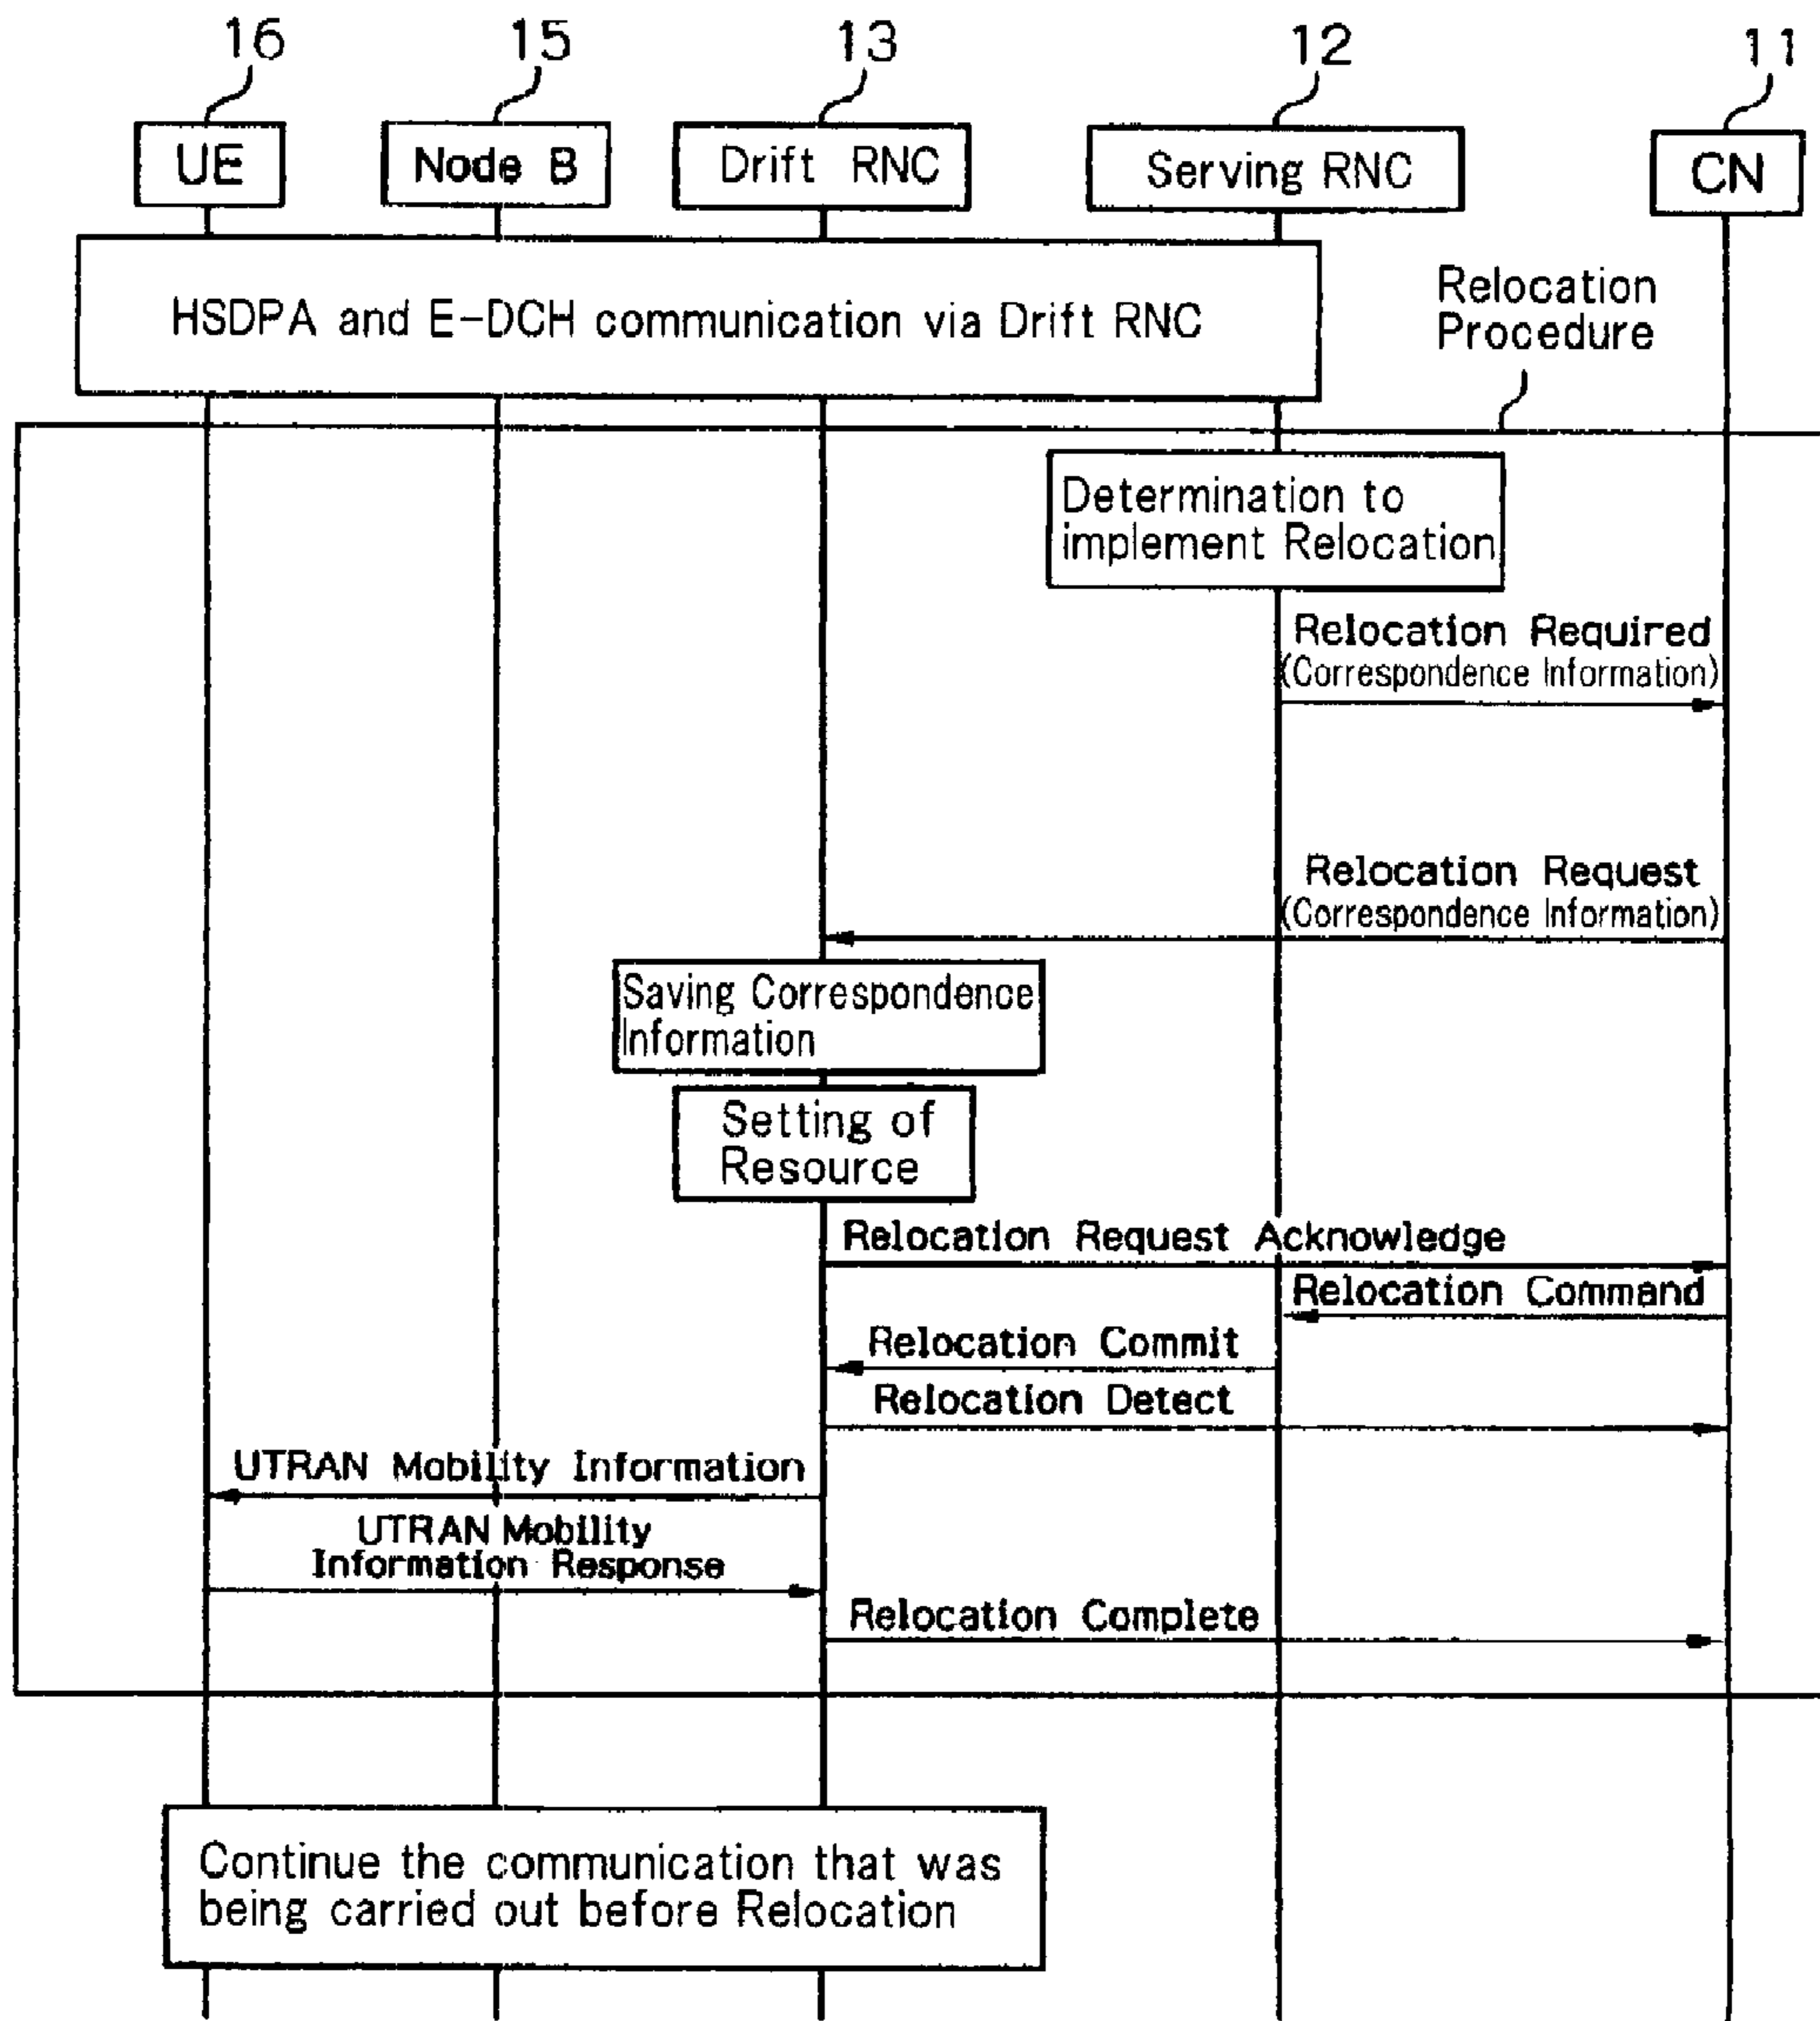 16
15
13
12
11
UE
Node B
Drift RNC
Serving RNC
CN
HSDPA and E-DCH communication via Drift RNC
Relocation
Procedure
Determination to
implement Relocation
Relocation Required
(Correspondence Information)
Relocation Request
(Correspondence Information)
Saving Correspondence
Information
Setting of
Resource
Relocation Request Acknowledge
Relocation Command
Relocation Commit
Relocation Detect
UTRAN Mobility Information
UTRAN Mobility
Information Response
Relocation Complete
Continue the communication that was
being carried out before Relocation